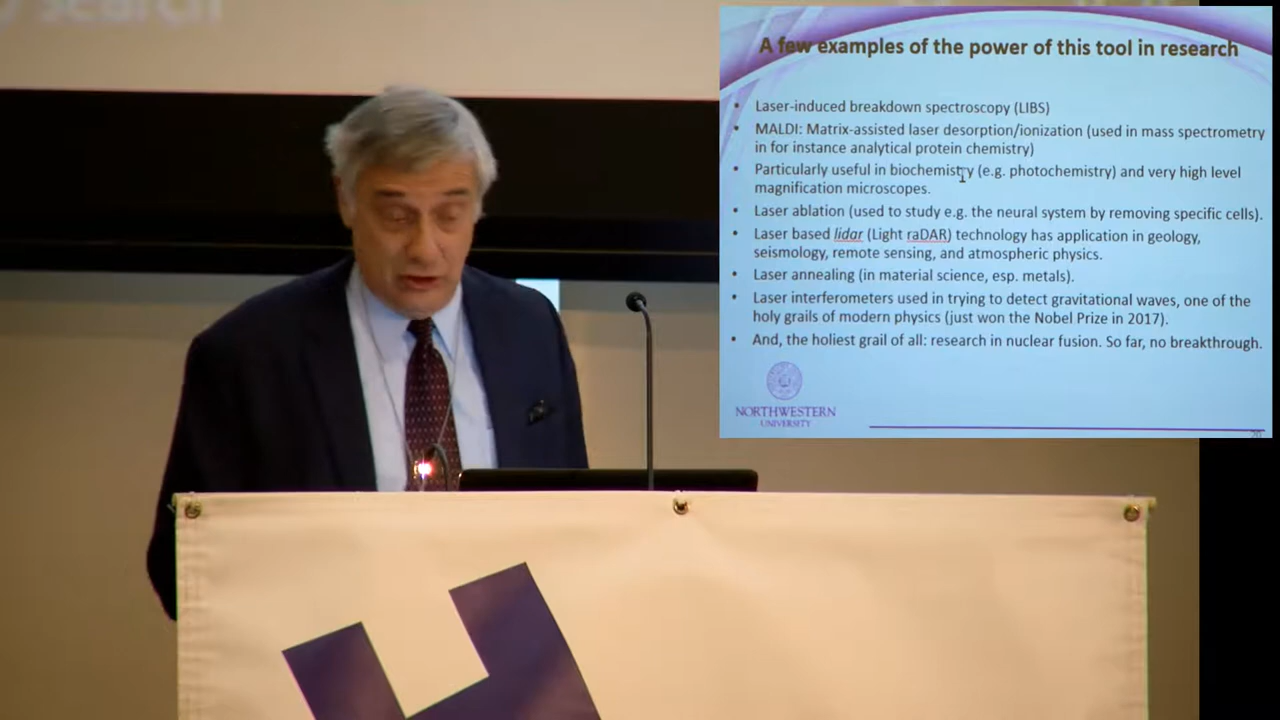 search
A few examples of the power of this tool in research
• Laser-induced breakdown spectroscopy (LIBS)
• MALDI: Matrix-assisted laser desorption/ionization (used in mass spectrometry
in for instance analytical protein chemistry)
• Particularly useful in biochemistry (e.g. photochemistry) and very high level
magnification microscopes.
• Laser ablation (used to study e.g. the neural system by removing specific cells).
• Laser based lidar (Light raDAR) technology has application in geology,
seismology, remote sensing, and atmospheric physics.
• Laser annealing (in material science, esp. metals).
• Laser interferometers used in trying to detect gravitational waves, one of the
holy grails of modern physics (just won the Nobel Prize in 2017).
• And, the holiest grail of all: research in nuclear fusion. So far, no breakthrough.
NORTHWESTERN
UNIVERSITY